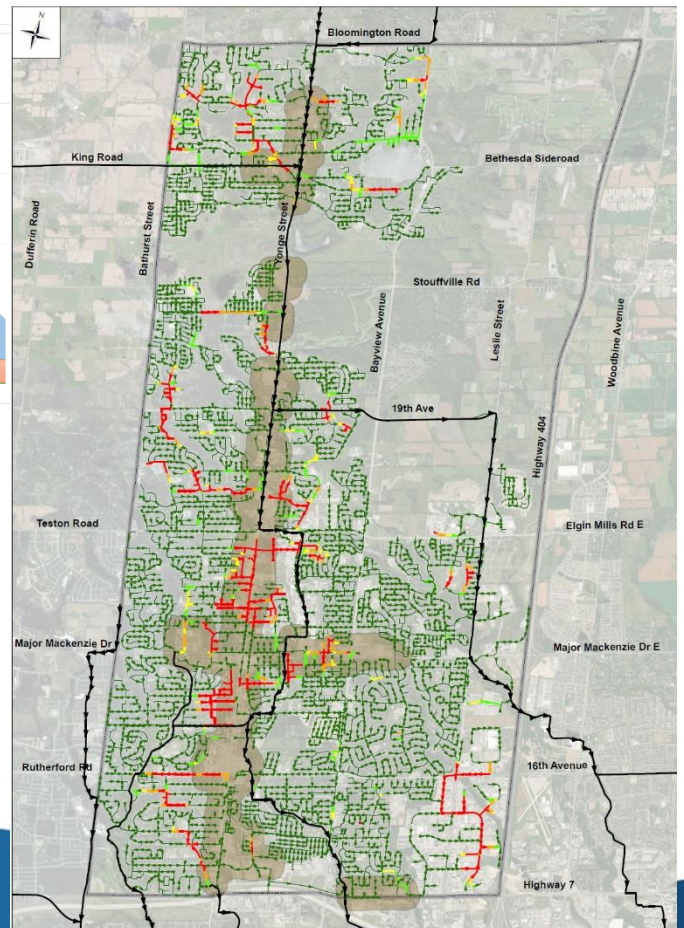 N
Bloomington Road
King Road
Bethesda Sideroad
Dufferin Road
Bathurst Street
Yonge Street
Stouffville Rd
Bayview Avenue
Leslie Street
Woodbine Avenue
19th Ave
Highway 404
Teston Road
Elgin Mills Rd E
Major Mackenzie Dr
Major Mackenzie Dr E
Rutherford Rd
16th Avenue
Highway 7